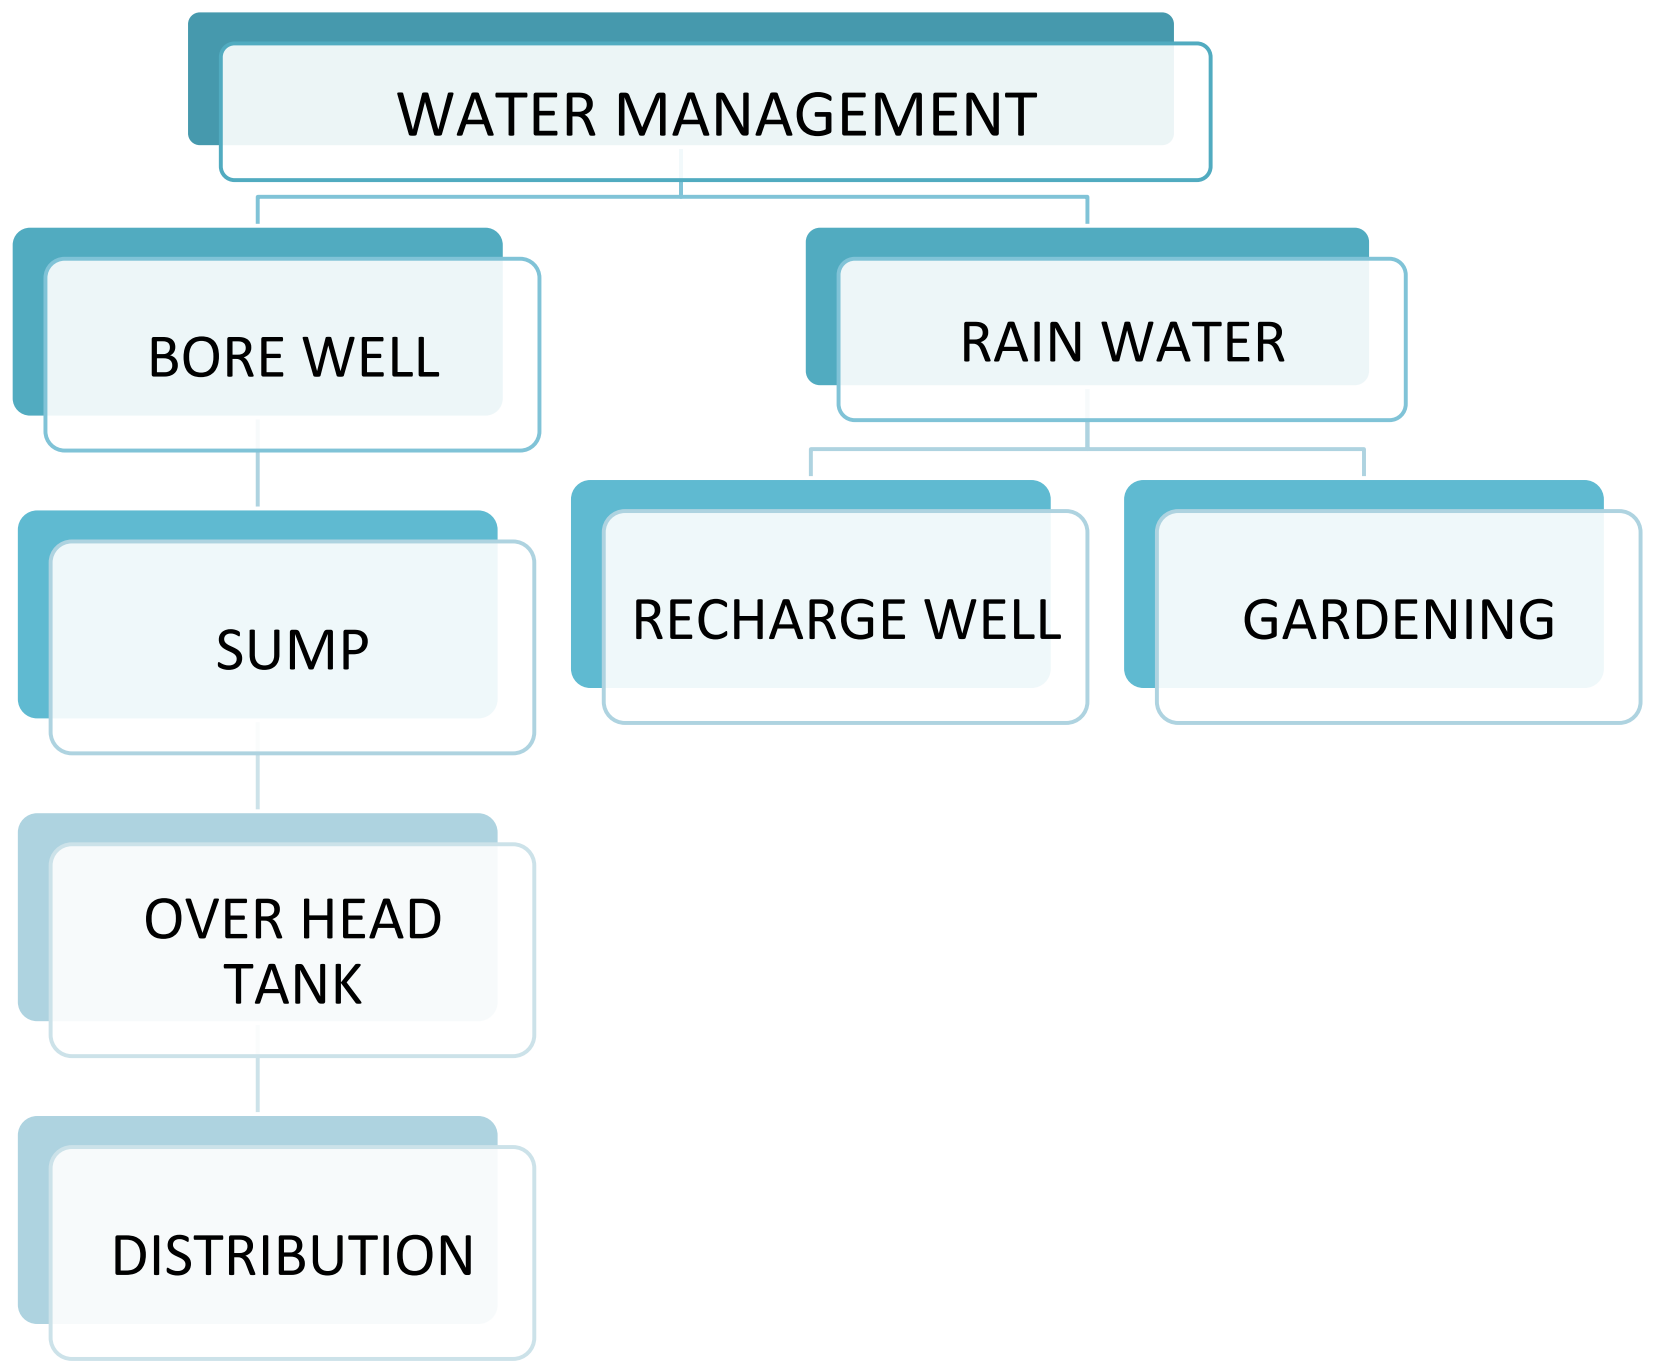 WATER MANAGEMENT
BORE WELL
RAIN WATER
SUMP
RECHARGE WELL
GARDENING
OVER HEAD
TANK
DISTRIBUTION